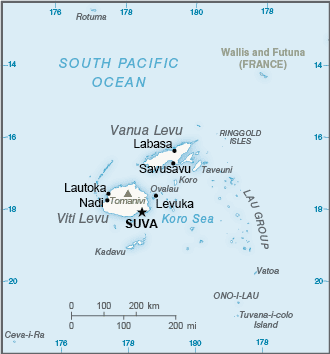 176 178 180 178
Rotuma
Wallis and Futuna
(FRANCE)
SOUTH PACIFIC
OCEAN
14 14
16 16
Vanua Levu
RINGGOLD
ISLES
Labasa
Savusavu
Taveuni
Koro
Lautoka
Ovalau
Nadi
Tomanivi
Levuka
LAU GROUP
18 18
Viti Levu
SUVA
Koro Sea
Kadavu
Vatoa
20 20
ONO-I-LAU
Tuvana-i-colo
Island
0 100 200 km
0 100 200 mi
Ceva-i-Ra
176 178 180 178